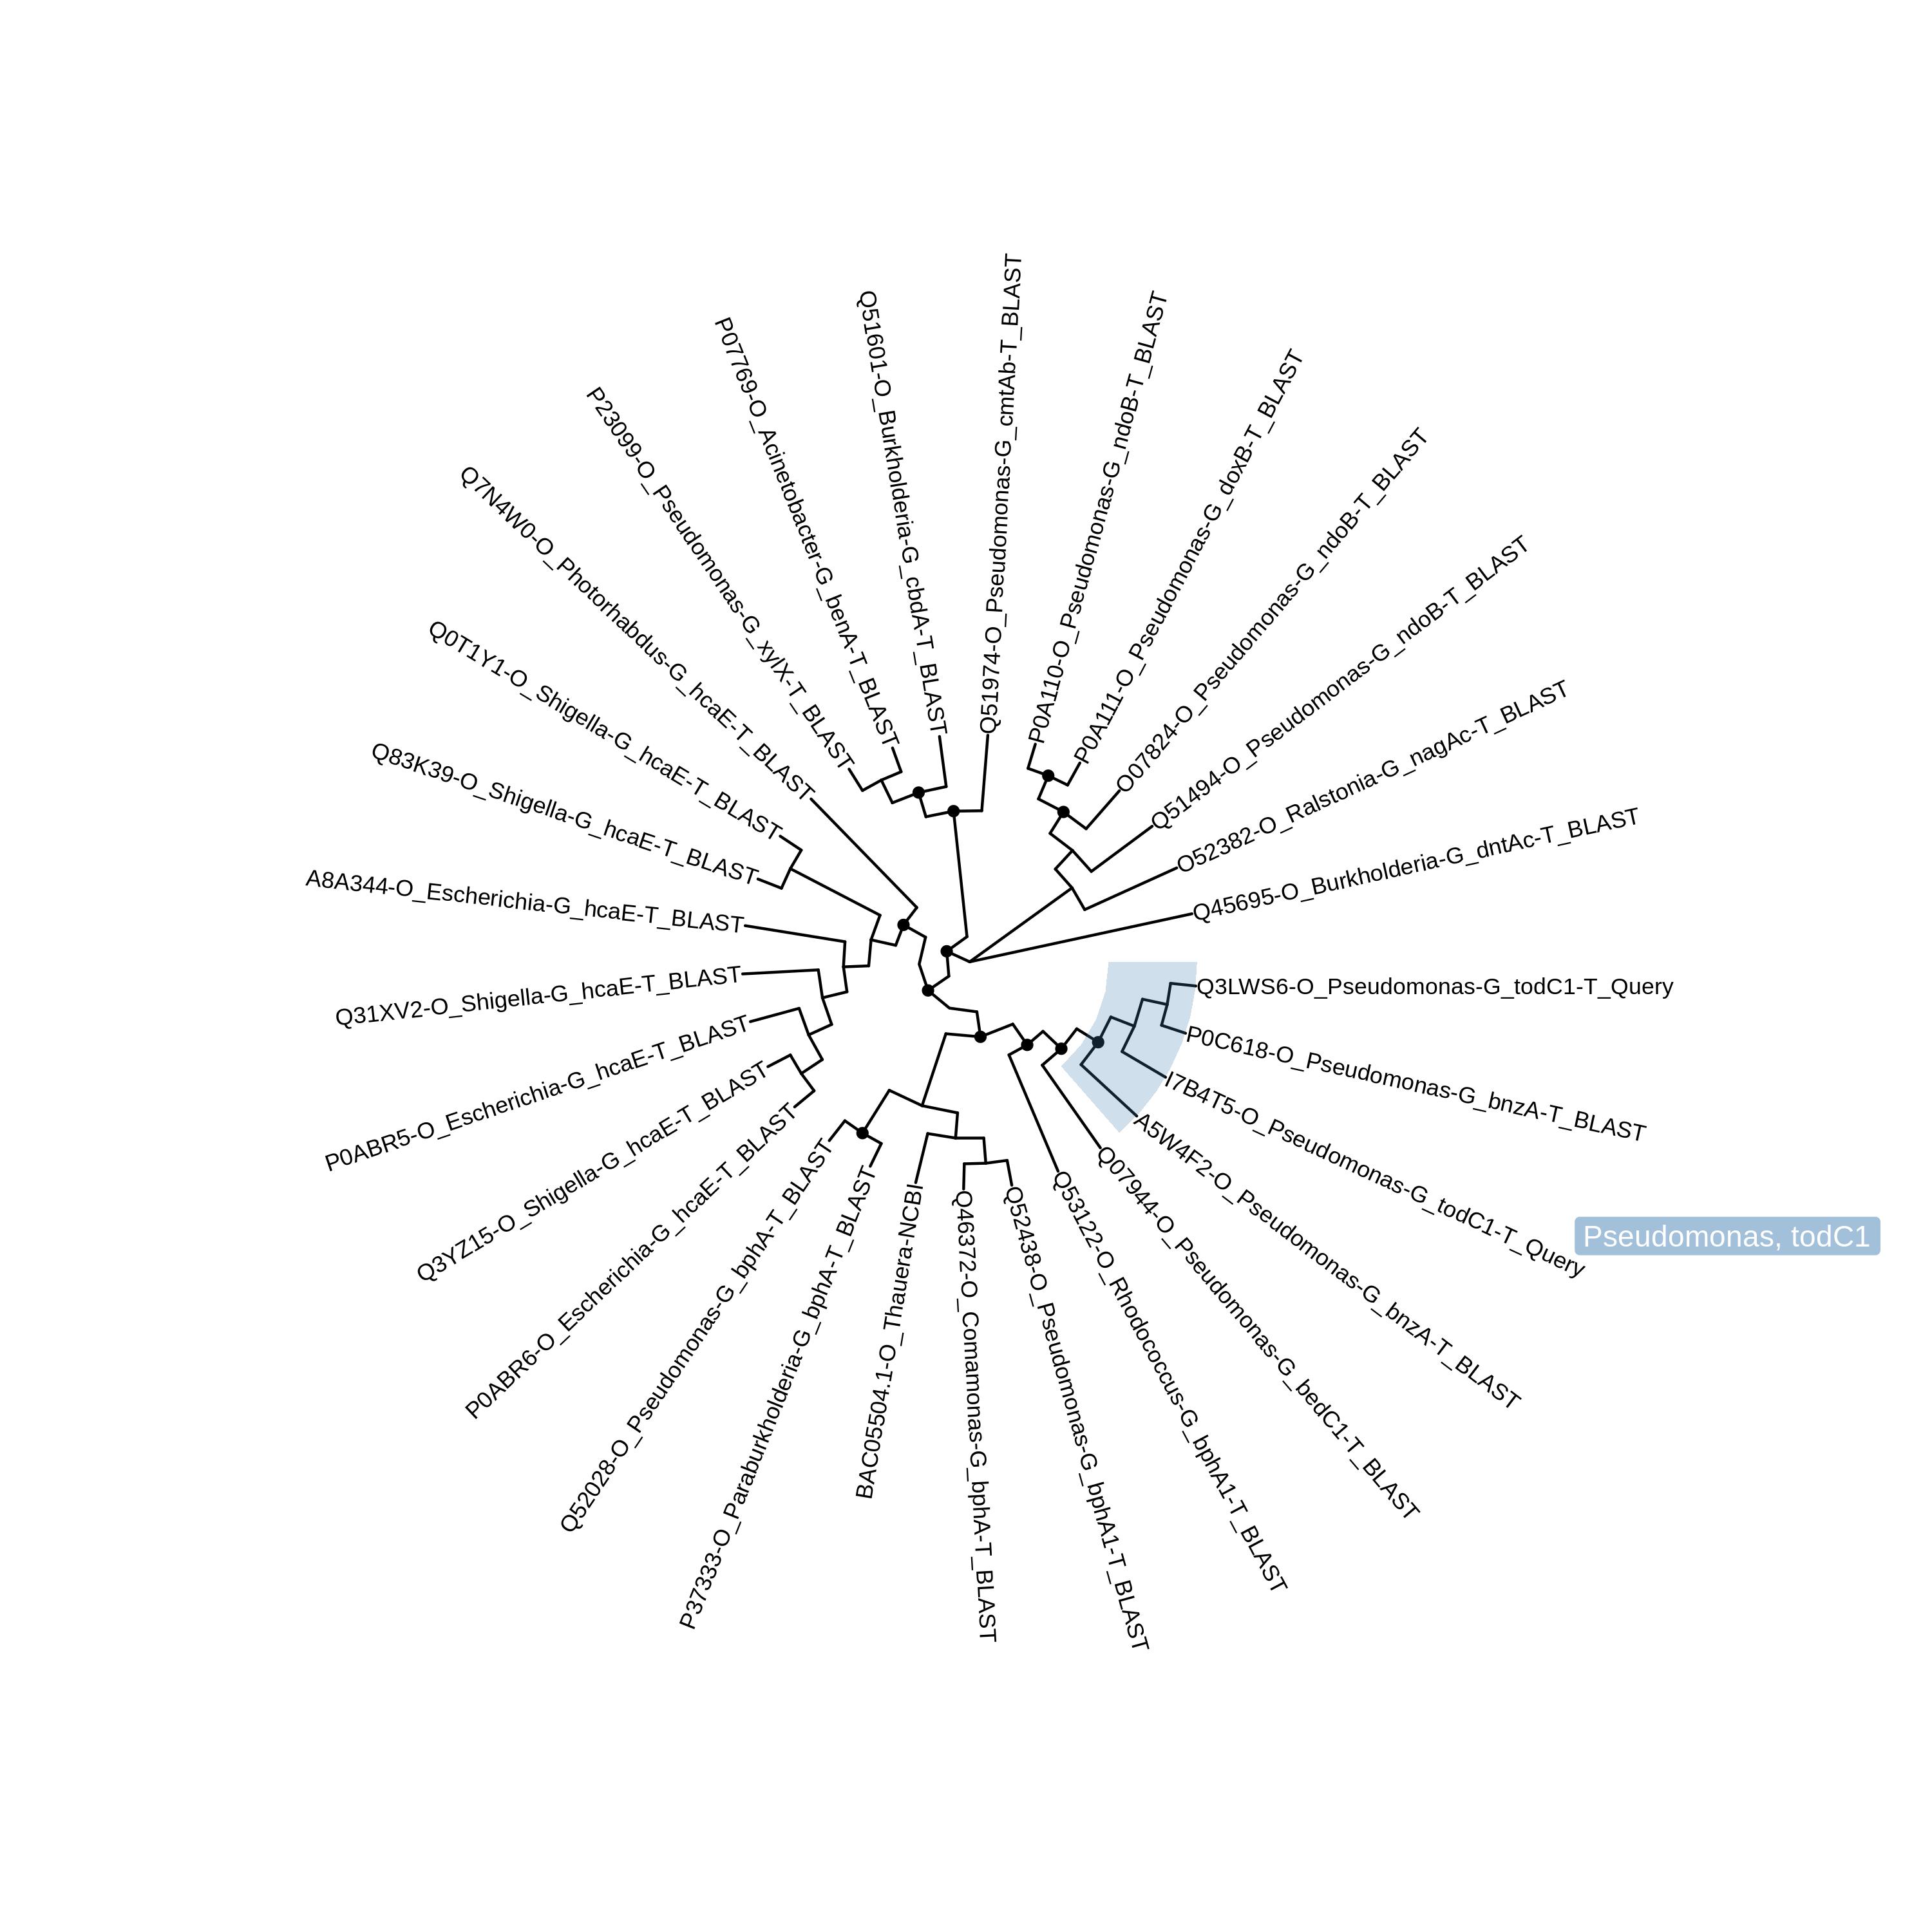 Q51974-O_Pseudomonas-G_cmtAb-T_BLAST
P0A110-O_Pseudomonas-G_ndoB-T_BLAST
P0A111-O_Pseudomonas-G_doxB-T_BLAST
O07824-O_Pseudomonas-G_ndoB-T_BLAST
Q51494-O_Pseudomonas-G_ndoB-T_BLAST
O52382-O_Ralstonia-G_nagAc-T_BLAST
Q45695-O_Burkholderia-G_dntAc-T_BLAST
Q3LWS6-O_Pseudomonas-G_todC1-T_Query
P0C618-O_Pseudomonas-G_bnzA-T_BLAST
I7B4T5-O_Pseudomonas-G_todC1-T_Query
Pseudomonas, todC1
A5W4F2-O_Pseudomonas-G_bnzA-T_BLAST
Q07944-O_Pseudomonas-G_bedC1-T_BLAST
Q53122-O_Rhodococcus-G_bphA1-T_BLAST
Q52438-O_Pseudomonas-G_bphA1-T_BLAST
Q46372-O_Comamonas-G_bphA-T_BLAST
BAC05504.1-O_Thauera-NCBI
P37333-O_Paraburkholderia-G_bphA-T_BLAST
Q52028-O_Pseudomonas-G_bphA-T_BLAST
P0ABR6-O_Escherichia-G_hcaE-T_BLAST
Q3YZ15-O_Shigella-G_hcaE-T_BLAST
P0ABR5-O_Escherichia-G_hcaE-T_BLAST
Q31XV2-O_Shigella-G_hcaE-T_BLAST
A8A344-O_Escherichia-G_hcaE-T_BLAST
Q83K39-O_Shigella-G_hcaE-T_BLAST
Q0T1Y1-O_Shigella-G_hcaE-T_BLAST
Q7N4W0-O_Photorhabdus-G_hcaE-T_BLAST
P23099-O_Pseudomonas-G_xylX-T_BLAST
P07769-O_Acinetobacter-G_benA-T_BLAST
Q51601-O_Burkholderia-G_cbdA-T_BLAST